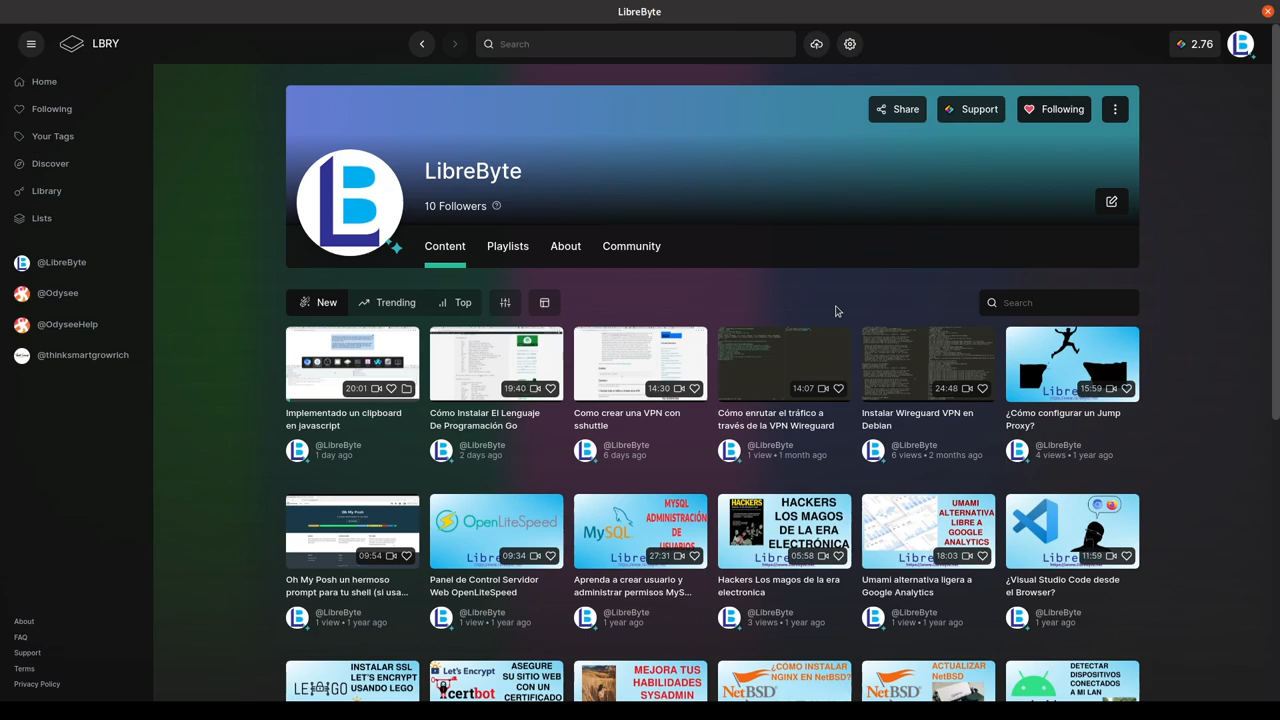 LibreByte
LBRY
Search
2.76
Home
Following
Your Tags
Discover
Library
Lists
@LibreByte
@Odysee
@OdyseeHelp
@thinksmartgrowrich
About
FAQ
Support
Terms
Privacy Policy
Share
Support
Following
LibreByte
10 Followers
Content
Playlists
About
Community
New
Trending
Top
Search
20:01
19:40
14:30
14:07
24:48
15:59
Implementado un clipboard
en javascript
@LibreByte
1 day ago
Cómo Instalar El Lenguaje
De Programación Go
@LibreByte
2 days ago
Como crear una VPN con
sshuttle
@LibreByte
6 days ago
Cómo enrutar el tráfico a
través de la VPN Wireguard
@LibreByte
1 view • 1 month ago
Instalar Wireguard VPN en
Debian
@LibreByte
6 views • 2 months ago
¿Cómo configurar un Jump
Proxy?
@LibreByte
4 views • 1 year ago
09:54
OpenLiteSpeed
09:34
MySQL
MYSQL
ADMINISTRACIÓN
DE
27:31
HACKERS
HACKERS
LOS MAGOS
DE LA ERA
ELECTRÓNICA
05:58
UMAMI
ALTERNATIVA
LIBRE A
GOOGLE
ANALYTICS
18:03
11:59
Oh My Posh un hermoso
prompt para tu shell (si usa...
@LibreByte
1 view • 1 year ago
Panel de Control Servidor
Web OpenLiteSpeed
@LibreByte
1 view • 1 year ago
Aprenda a crear usuario y
administrar permisos MyS...
@LibreByte
1 year ago
Hackers Los magos de la era
electronica
@LibreByte
3 views • 1 year ago
Umami alternativa ligera a
Google Analytics
@LibreByte
1 view • 1 year ago
¿Visual Studio Code desde
el Browser?
@LibreByte
1 year ago
INSTALAR SSL
LET'S ENCRYPT
USANDO LEGO
Let's Encrypt
certbot
ASEGURE
SU SITIO WEB
CON UN
CERTIFICADO
MEJORA TUS
HABILIDADES
SYSADMIN
¿COMO INSTALAR
NGINX EN NetBSD?
NetBSD
ACTUALIZAR
NetBSD
NetBSD
DETECTAR
DISPOSITIVOS
CONECTADOS
A MI LAN